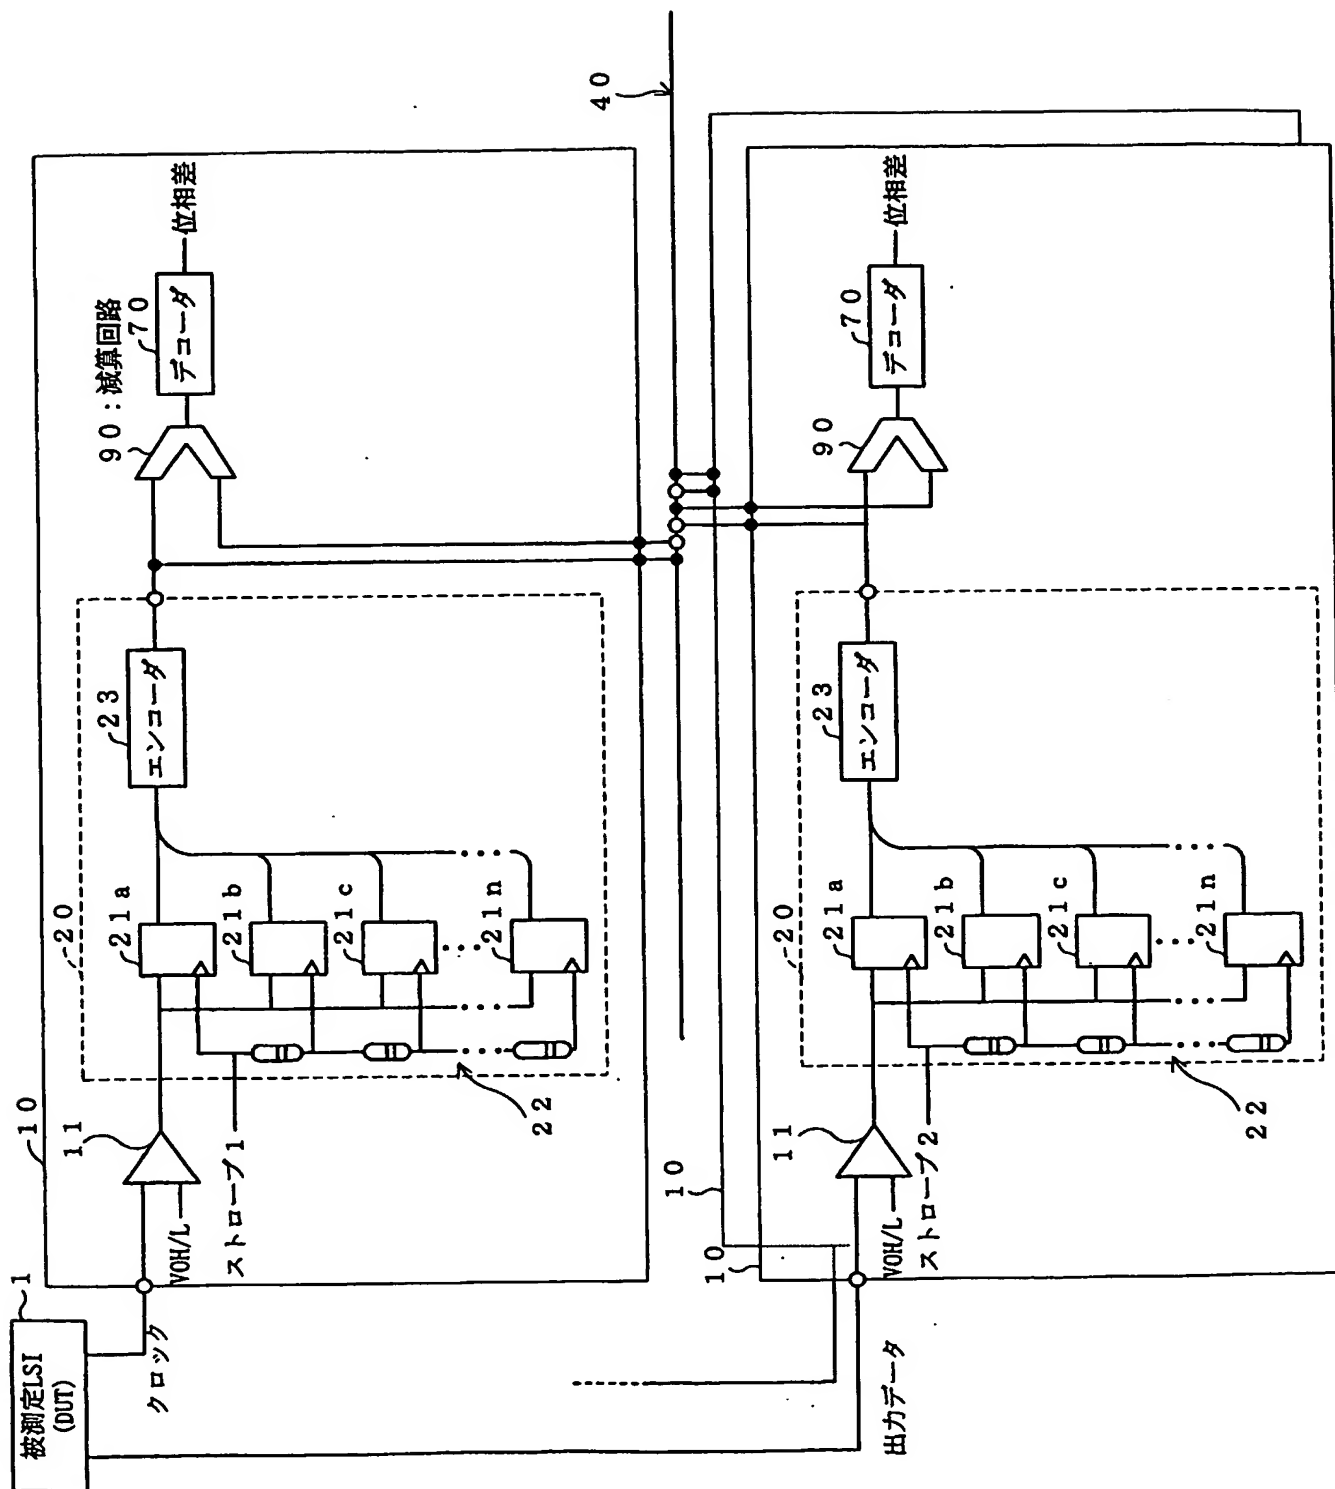 被測定LSI
(DUT)
1
クロック
出力データ
10
11
VOH/L
ストローブ1
20
21a
21b
21c
21n
22
23
エンコーダ
90:減算回路
70
デコーダ
位相差
40
10
10
11
VOH/L
ストローブ2
20
21a
21b
21c
21n
22
23
エンコーダ
90
70
デコーダ
位相差